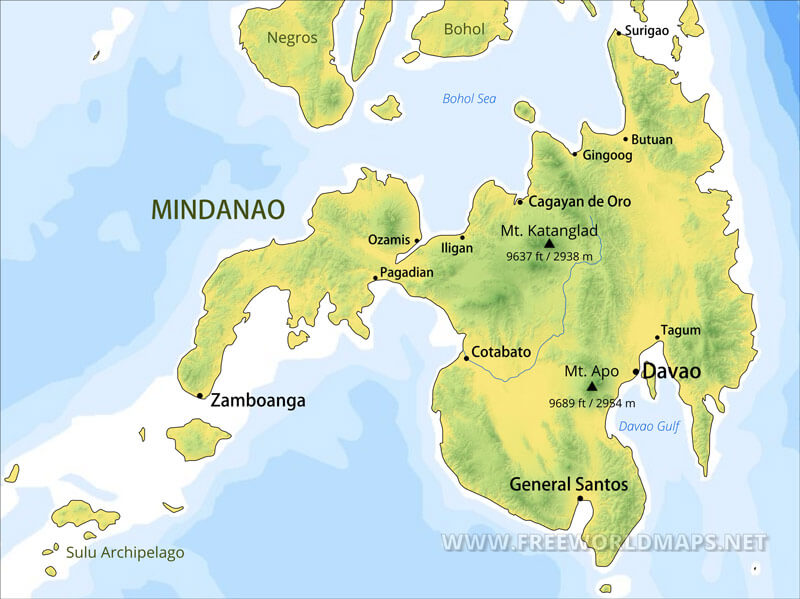 Surigao
Negros
Bohol
Bohol Sea
Butuan
Gingoog
MINDANAO
Cagayan de Oro
Mt. Katanglad
9637 ft / 2938 m
Ozamis
Iligan
Pagadian
Tagum
Cotabato
Mt. Apo
Davao
9689 ft / 2954 m
Zamboanga
Davao Gulf
General Santos
WWW.FREEWORLDMAPS.NET
Sulu Archipelago